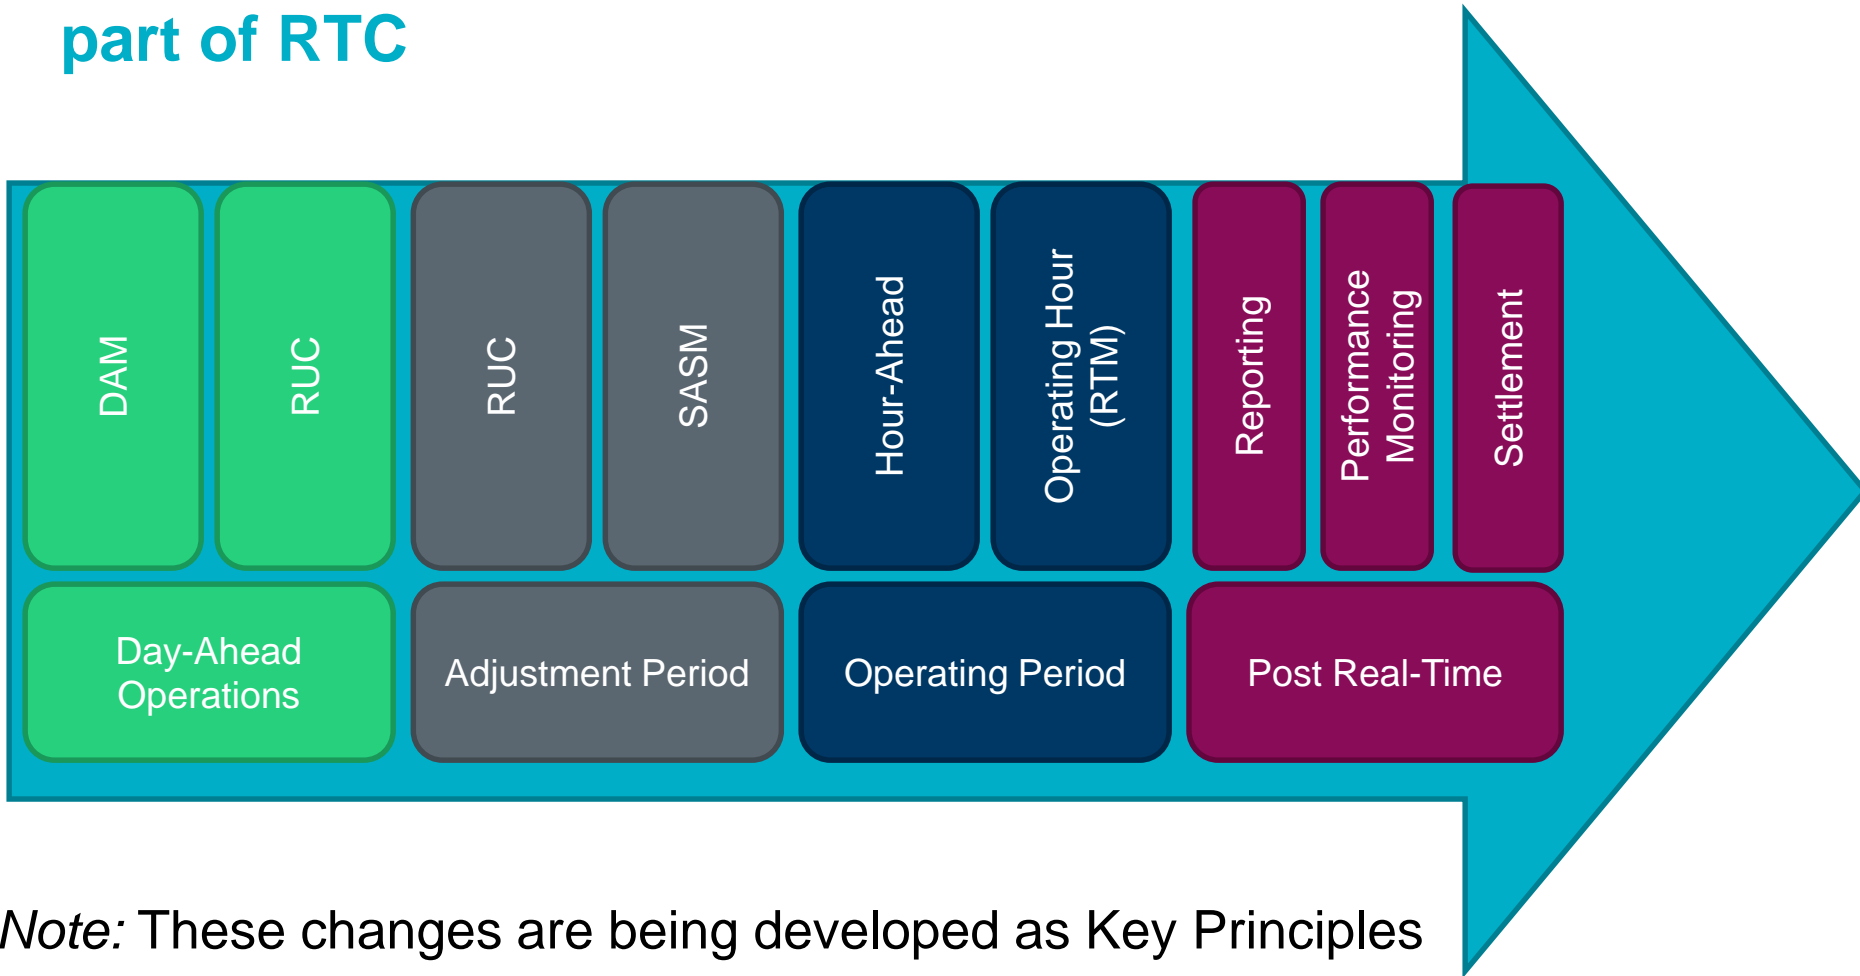 part of RTC
DAM
RUC
RUC
SASM
Hour-Ahead
Operating Hour
(RTM)
Reporting
Performance
Monitoring
Settlement
Day-Ahead
Operations
Adjustment Period
Operating Period
Post Real-Time
Note: These changes are being developed as Key Principles